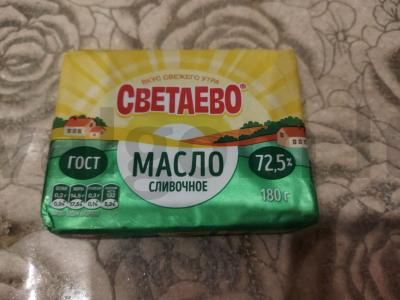 ВКУС СВЕЖЕГО УТРА
СВЕТАЕВО®
ГОСТ
МАСЛО
72,5%
СЛИВОЧНОЕ
180 г